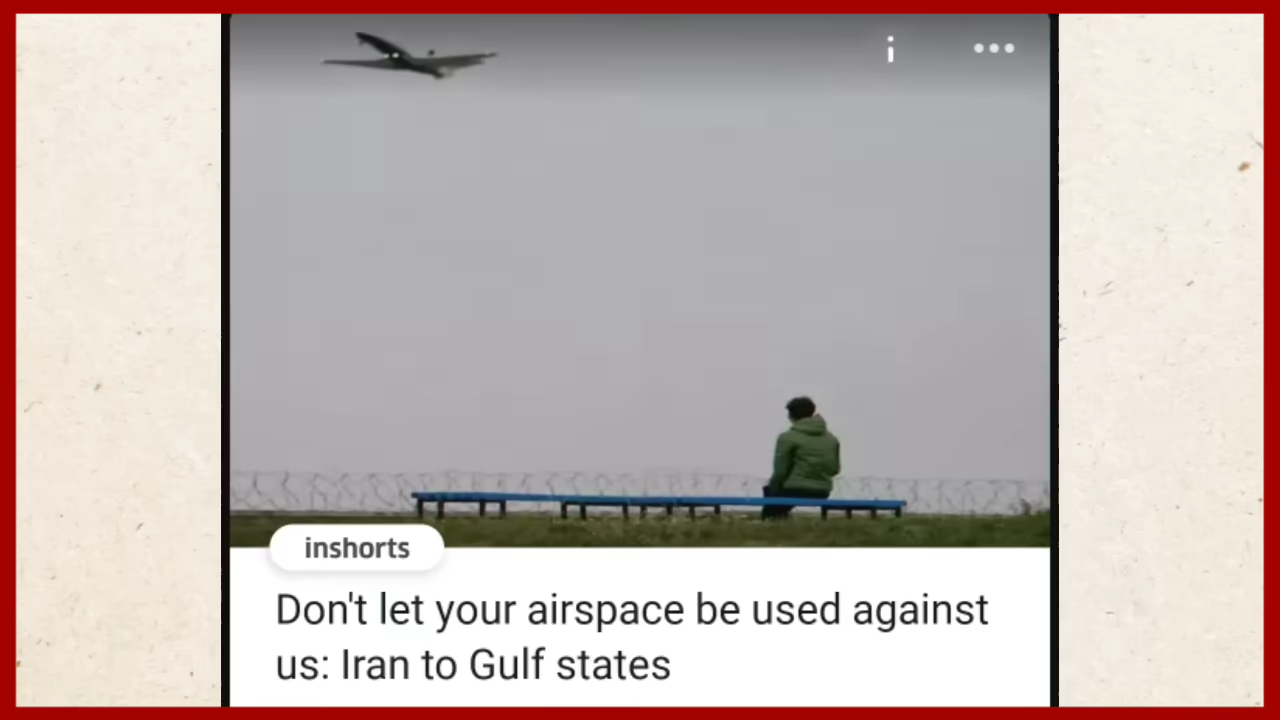 inshorts
Don't let your airspace be used against
us: Iran to Gulf states